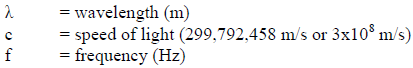 λ = wavelength (m)
c = speed of light (299,792,458 m/s or 3x10⁸ m/s)
f = frequency (Hz)